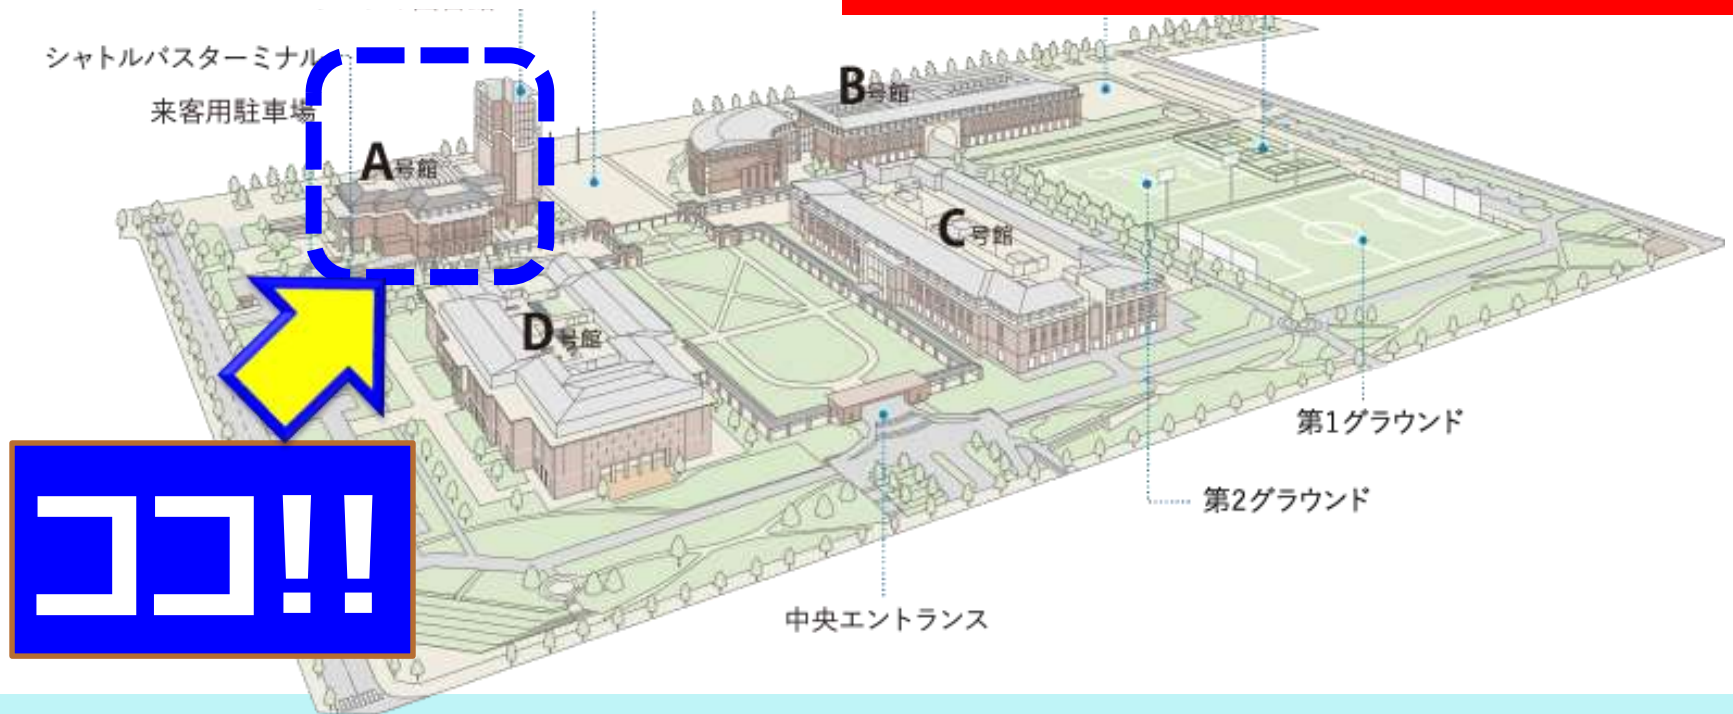 シャトルバスターミナル
来客用駐車場
A号館
B号館
C号館
D号館
第1グラウンド
第2グラウンド
ココ!!
中央エントランス